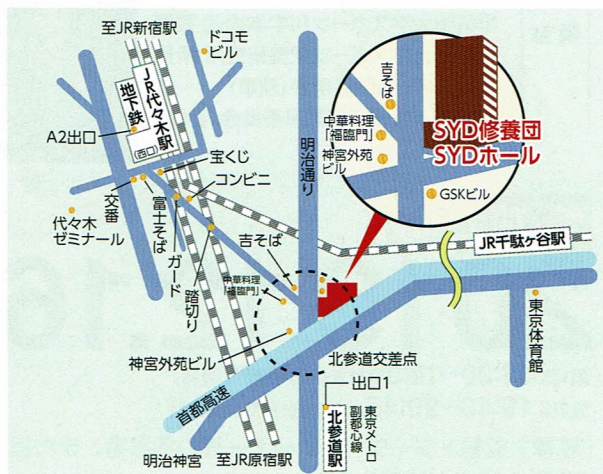 至JR新宿駅
ドコモ
ビル
地下鉄
JR代々木駅
(西口)
A2出口
宝くじ
コンビニ
交番
富士そば
代々木
ゼミナール
ガード
踏切り
明治通り
吉そば
中華料理
「福臨門」
神宮外苑
ビル
SYD修養団
SYDホール
GSKビル
JR千駄ヶ谷駅
吉そば
中華料理
「福臨門」
神宮外苑ビル
北参道交差点
東京体育館
首都高速
出口1
北参道駅
東京メトロ
副都心線
明治神宮
至JR原宿駅